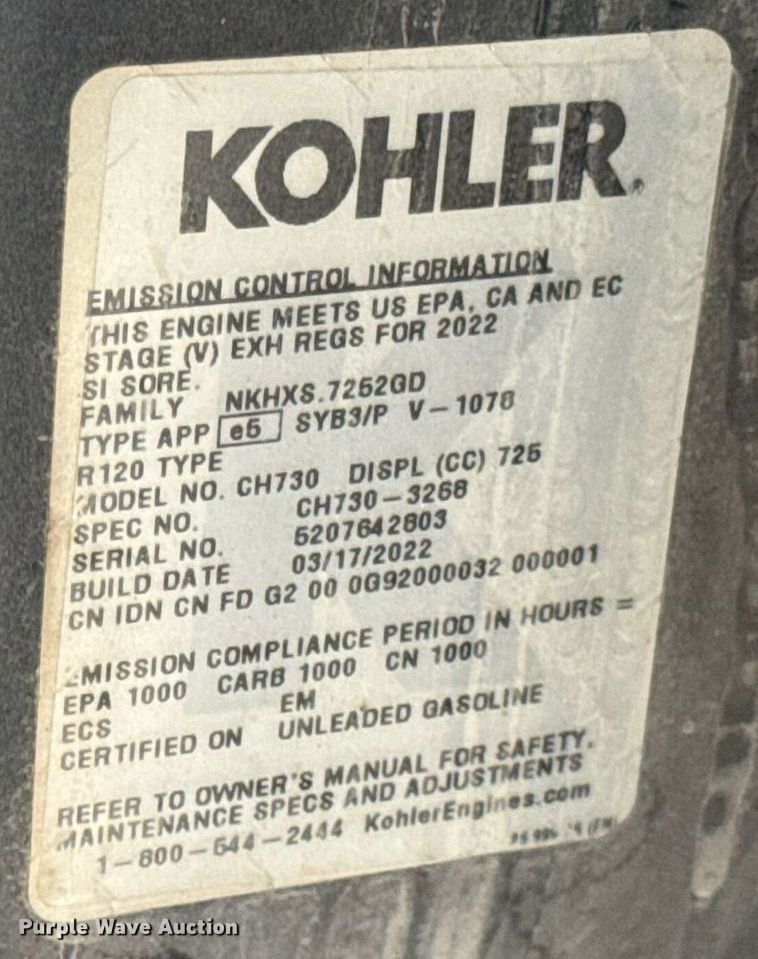 KOHLER.
EMISSION CONTROL INFORMATION
THIS ENGINE MEETS US EPA, CA AND EC
STAGE (V) EXH REGS FOR 2022
SI SORE.
FAMILY NKHXS.7252GD
TYPE APP e5 SYB3/P V-1078
R120 TYPE
MODEL NO. CH730 DISPL (CC) 725
SPEC NO. CH730-3268
SERIAL NO. 5207642803
BUILD DATE 03/17/2022
CN IDN CN FD G2 00 0G92000032 000001
EMISSION COMPLIANCE PERIOD IN HOURS =
EPA 1000 CARB 1000 CN 1000
ECS EM
CERTIFIED ON UNLEADED GASOLINE
REFER TO OWNER'S MANUAL FOR SAFETY,
MAINTENANCE SPECS AND ADJUSTMENTS
1-800-544-2444 KohlerEngines.com
Purple Wave Auction